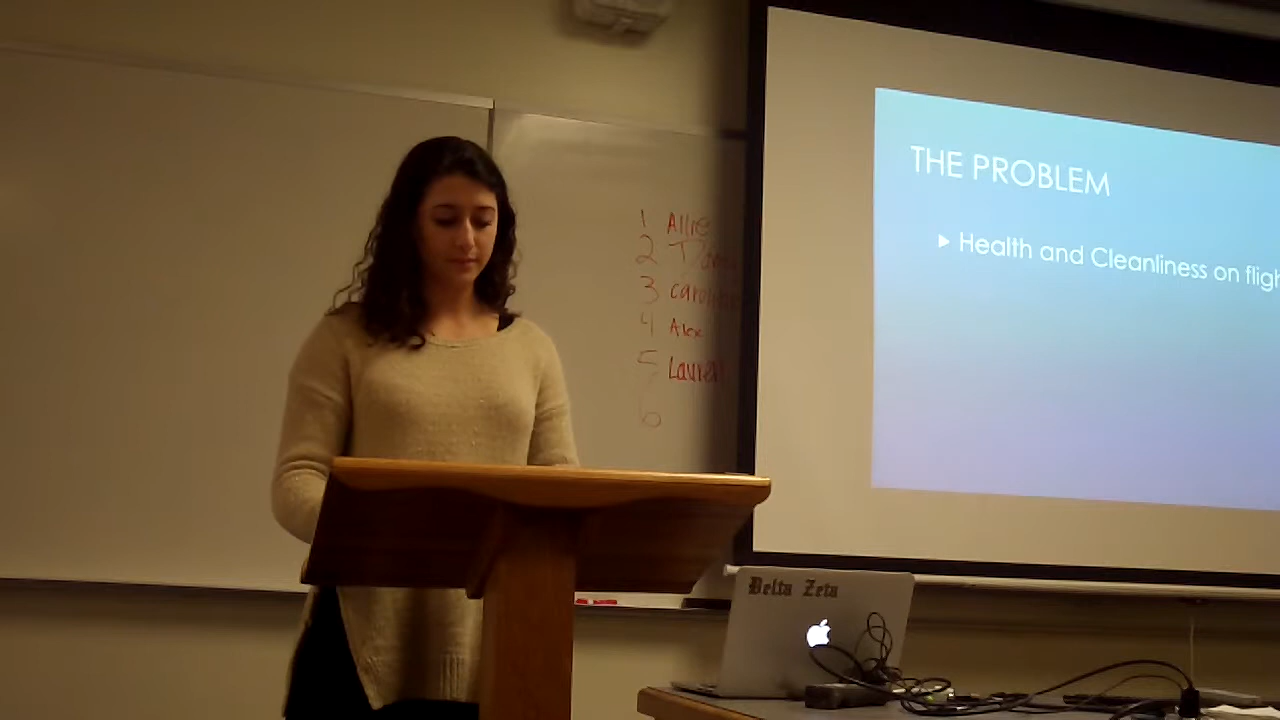 THE PROBLEM
Health and Cleanliness on fligh
1 Allie
2
3
4 Alex
5 Lauren
6
Delta Zeta